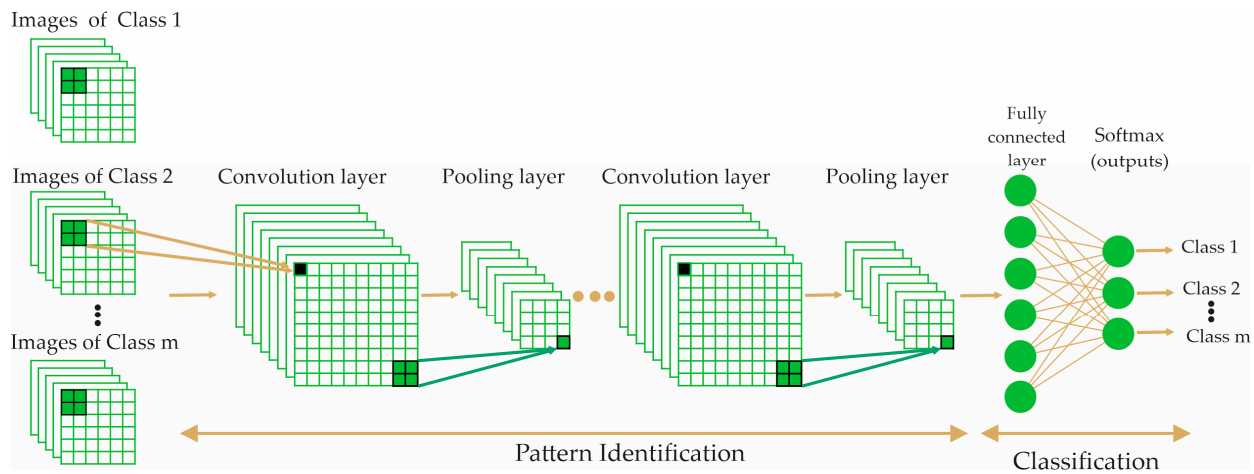 Images of Class 1
Images of Class 2
Convolution layer
Pooling layer
Convolution layer
Pooling layer
Fully
connected
layer
Softmax
(outputs)
Class 1
Class 2
Class m
Images of Class m
Pattern Identification
Classification